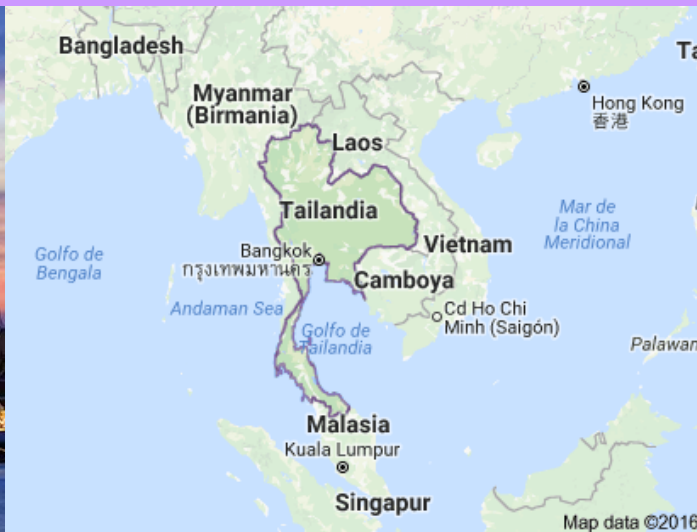 Bangladesh
Ta
Myanmar
(Birmania)
Hong Kong
香港
Laos
Tailandia
Mar de
la China
Meridional
Golfo de
Bengala
Bangkok
กรุงเทพมหานคร
Vietnam
Camboya
Andaman Sea
Cd Ho Chi
Minh (Saigón)
Golfo de
Tailandia
Palawan
Malasia
Kuala Lumpur
Singapur
Map data ©2016